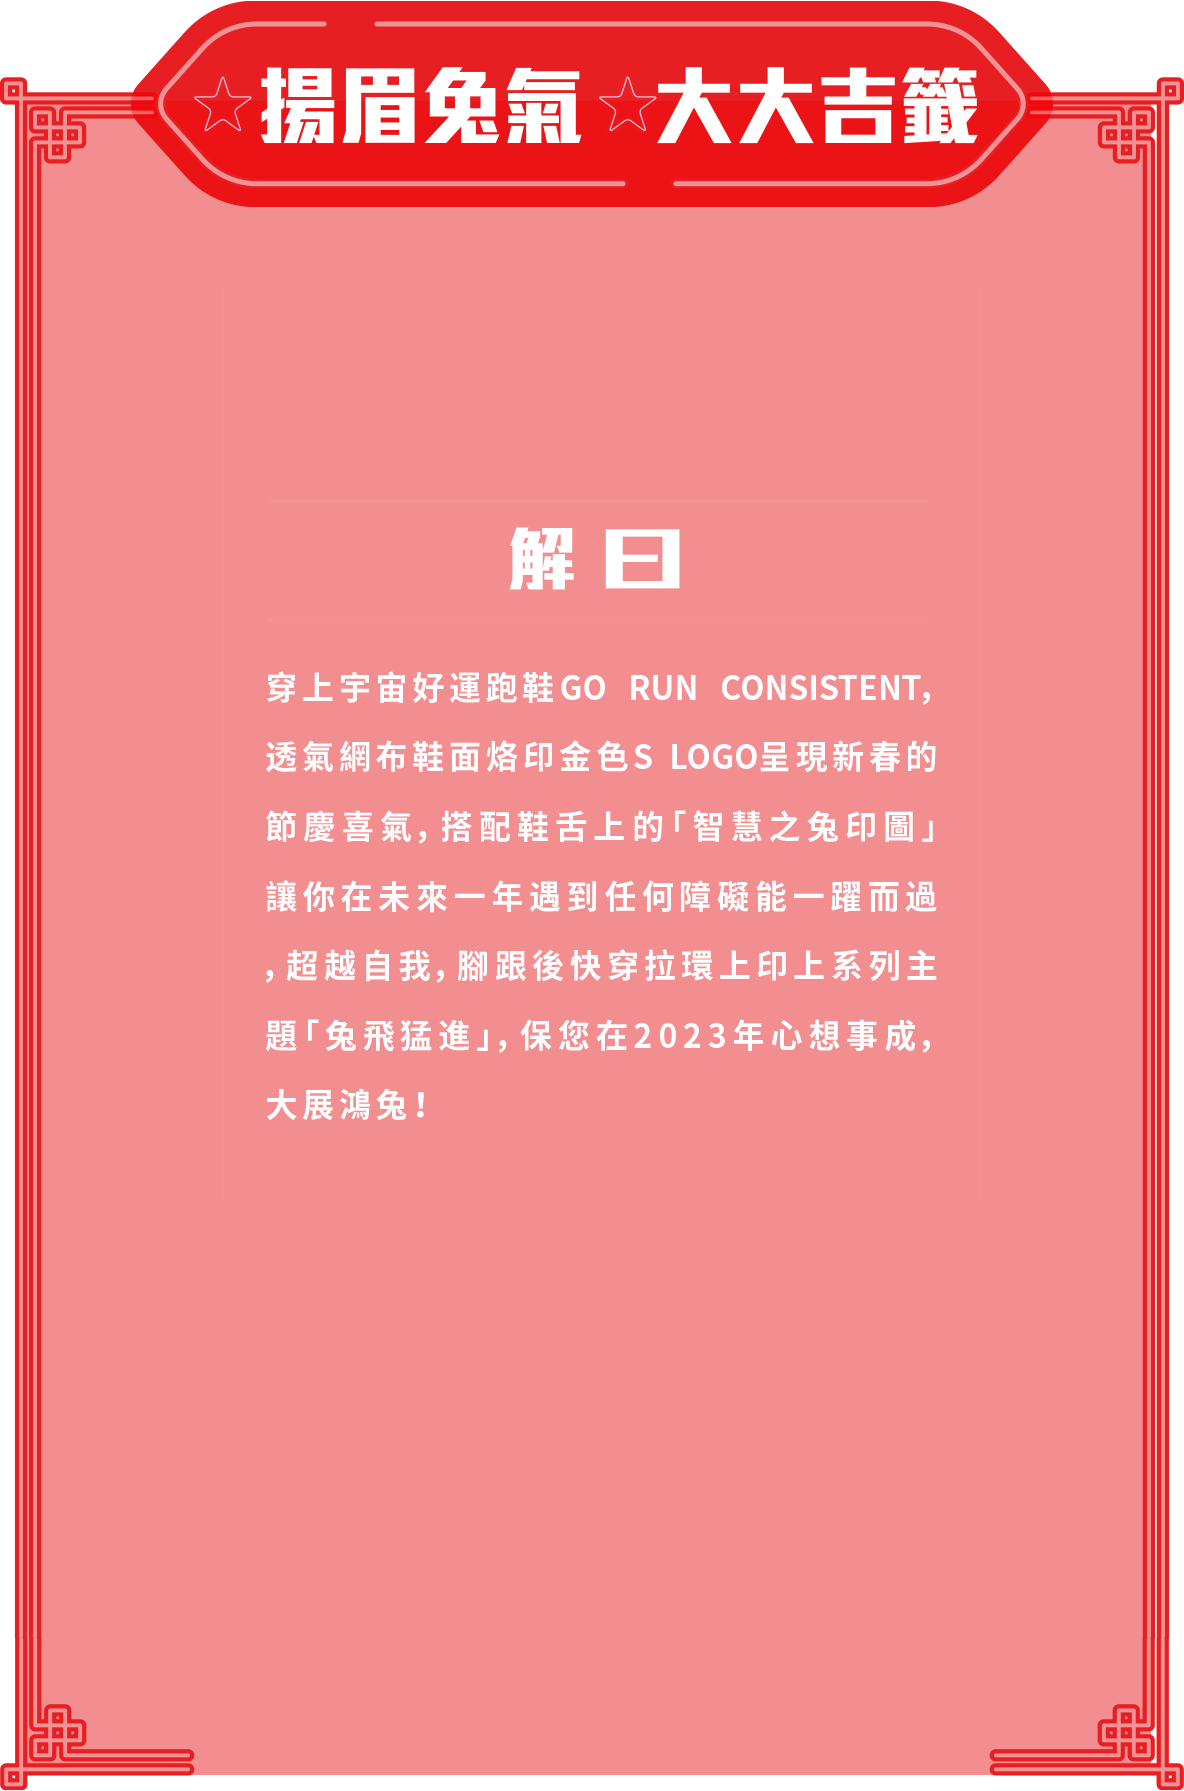 ☆揚眉兔氣 ☆大大吉籤
解曰
穿上宇宙好運跑鞋GO RUN CONSISTENT，
透氣網布鞋面烙印金色S LOGO呈現新春的
節慶喜氣，搭配鞋舌上的「智慧之兔印圖」
讓你在未來一年遇到任何障礙能一躍而過
，超越自我，腳跟後快穿拉環上印上系列主
題「兔飛猛進」，保您在2023年心想事成，
大展鴻兔！